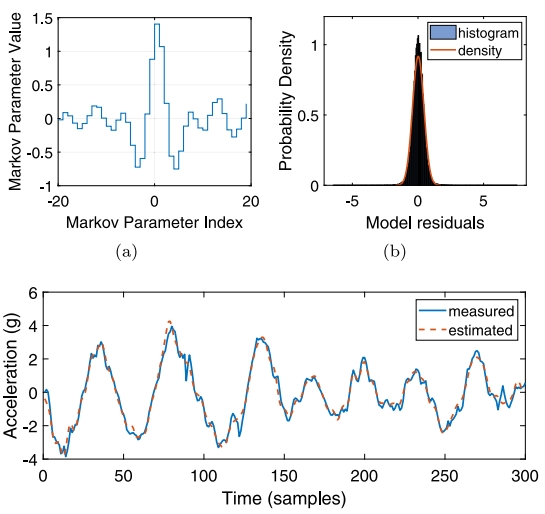 1.5
1
0.5
0
-0.5
-1
-20
0
20
Markov Parameter Value
Markov Parameter Index
(a)
1
0.5
0
-5
0
5
Probability Density
Model residuals
histogram
density
(b)
6
4
2
0
-2
-4
0
50
100
150
200
250
300
Acceleration (g)
Time (samples)
measured
estimated